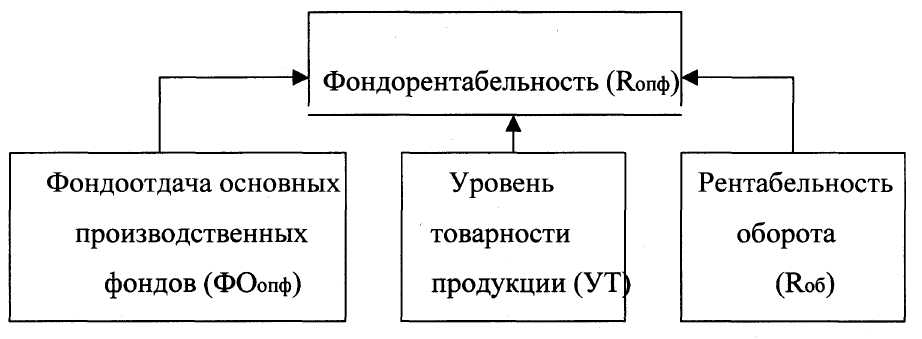 Фондорентабельность (Rопф)
Фондоотдача основных
производственных
фондов (ФОопф)
Уровень
товарности
продукции (УТ)
Рентабельность
оборота
(Rоб)